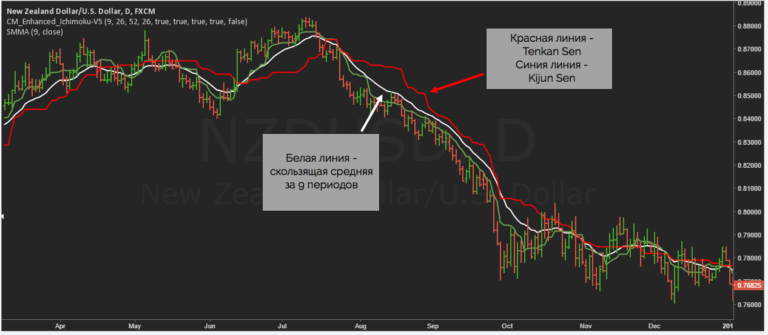 New Zealand Dollar/U.S. Dollar, D, FXCM
CM_Enhanced_Ichimoku-V5 (9, 26, 52, 26, true, true, true, true, false)
SMMA (9, close)
Красная линия -
Tenkan Sen
Синия линия -
Kijun Sen
Белая линия -
скользящая средняя
за 9 периодов
NZDUSD, D
New Zealand Dollar/U.S. Dollar
0.89000
0.88000
0.87000
0.86000
0.85000
0.84000
0.83000
0.82000
0.81000
0.80000
0.79000
0.78000
0.76825
0.76000
Apr
May
Jun
Jul
Aug
Sep
Oct
Nov
Dec
201